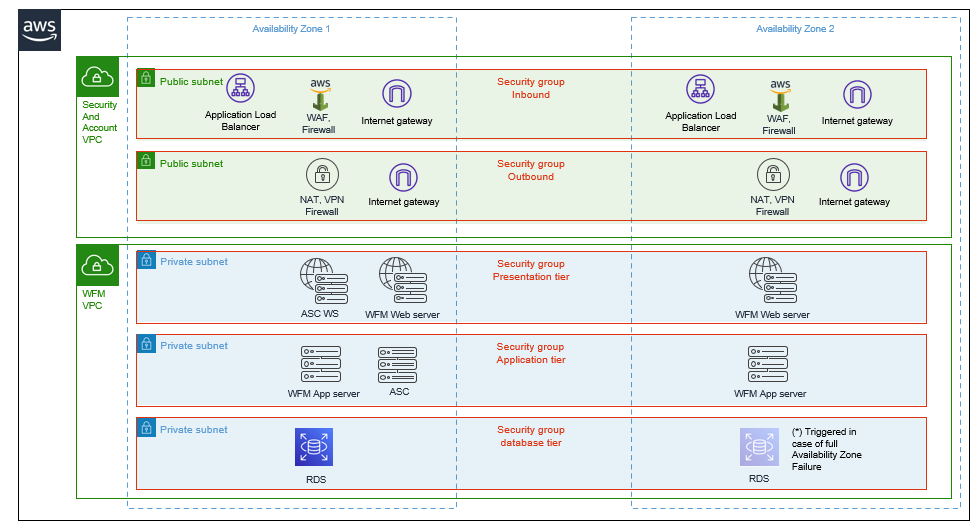 aws
Availability Zone 1
Availability Zone 2
Security
And
Account
VPC
Public subnet
Application Load
Balancer
aws
WAF,
Firewall
Internet gateway
Security group
Inbound
Application Load
Balancer
aws
WAF,
Firewall
Internet gateway
Public subnet
NAT, VPN
Firewall
Internet gateway
Security group
Outbound
NAT, VPN
Firewall
Internet gateway
WFM
VPC
Private subnet
ASC WS
WFM Web server
Security group
Presentation tier
WFM Web server
Private subnet
WFM App server
ASC
Security group
Application tier
WFM App server
Private subnet
RDS
Security group
database tier
RDS
(*) Triggered in
case of full
Availability Zone
Failure